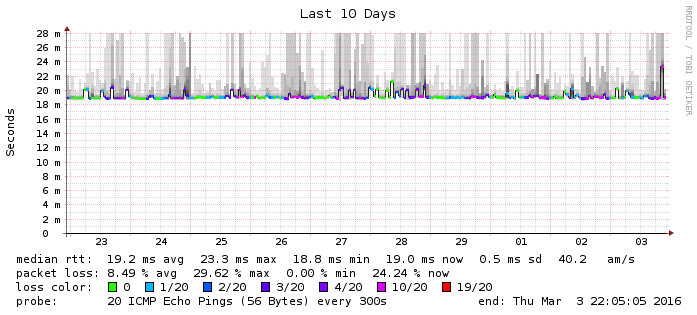 Last 10 Days
RRDTOOL / TOBI OETIKER
Seconds
28 m
26 m
24 m
22 m
20 m
18 m
16 m
14 m
12 m
10 m
8 m
6 m
4 m
2 m
0
23 24 25 26 27 28 29 01 02 03
median rtt: 19.2 ms avg 23.3 ms max 18.8 ms min 19.0 ms now 0.5 ms sd 40.2 am/s
packet loss: 8.49 % avg 29.62 % max 0.00 % min 24.24 % now
loss color: 0 1/20 2/20 3/20 4/20 10/20 19/20
probe: 20 ICMP Echo Pings (56 Bytes) every 300s end: Thu Mar 3 22:05:05 2016